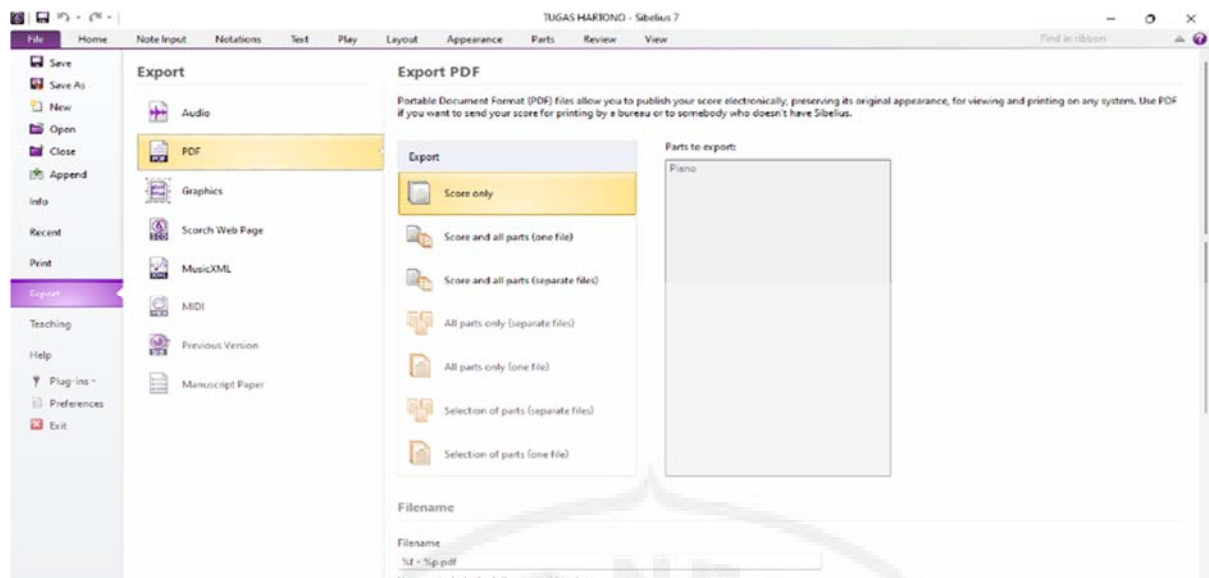 TUGAS HARTONO - Sibelius 7
File Home Note Input Notations Text Play Layout Appearance Parts Review View Find in ribbon
Save
Save As
New
Open
Close
Append
Info
Recent
Print
Export
Teaching
Help
Plug-ins
Preferences
Exit
Export
Audio
PDF
Graphics
Scorch Web Page
MusicXML
MIDI
Previous Version
Manuscript Paper
Export PDF
Portable Document Format (PDF) files allow you to publish your score electronically, preserving its original appearance, for viewing and printing on any system. Use PDF
if you want to send your score for printing by a bureau or to somebody who doesn't have Sibelius.
Export
Score only
Score and all parts (one file)
Score and all parts (separate files)
All parts only (separate files)
All parts only (one file)
Selection of parts (separate files)
Selection of parts (one file)
Parts to export:
Piano
Filename
Filename
%t - %p.pdf